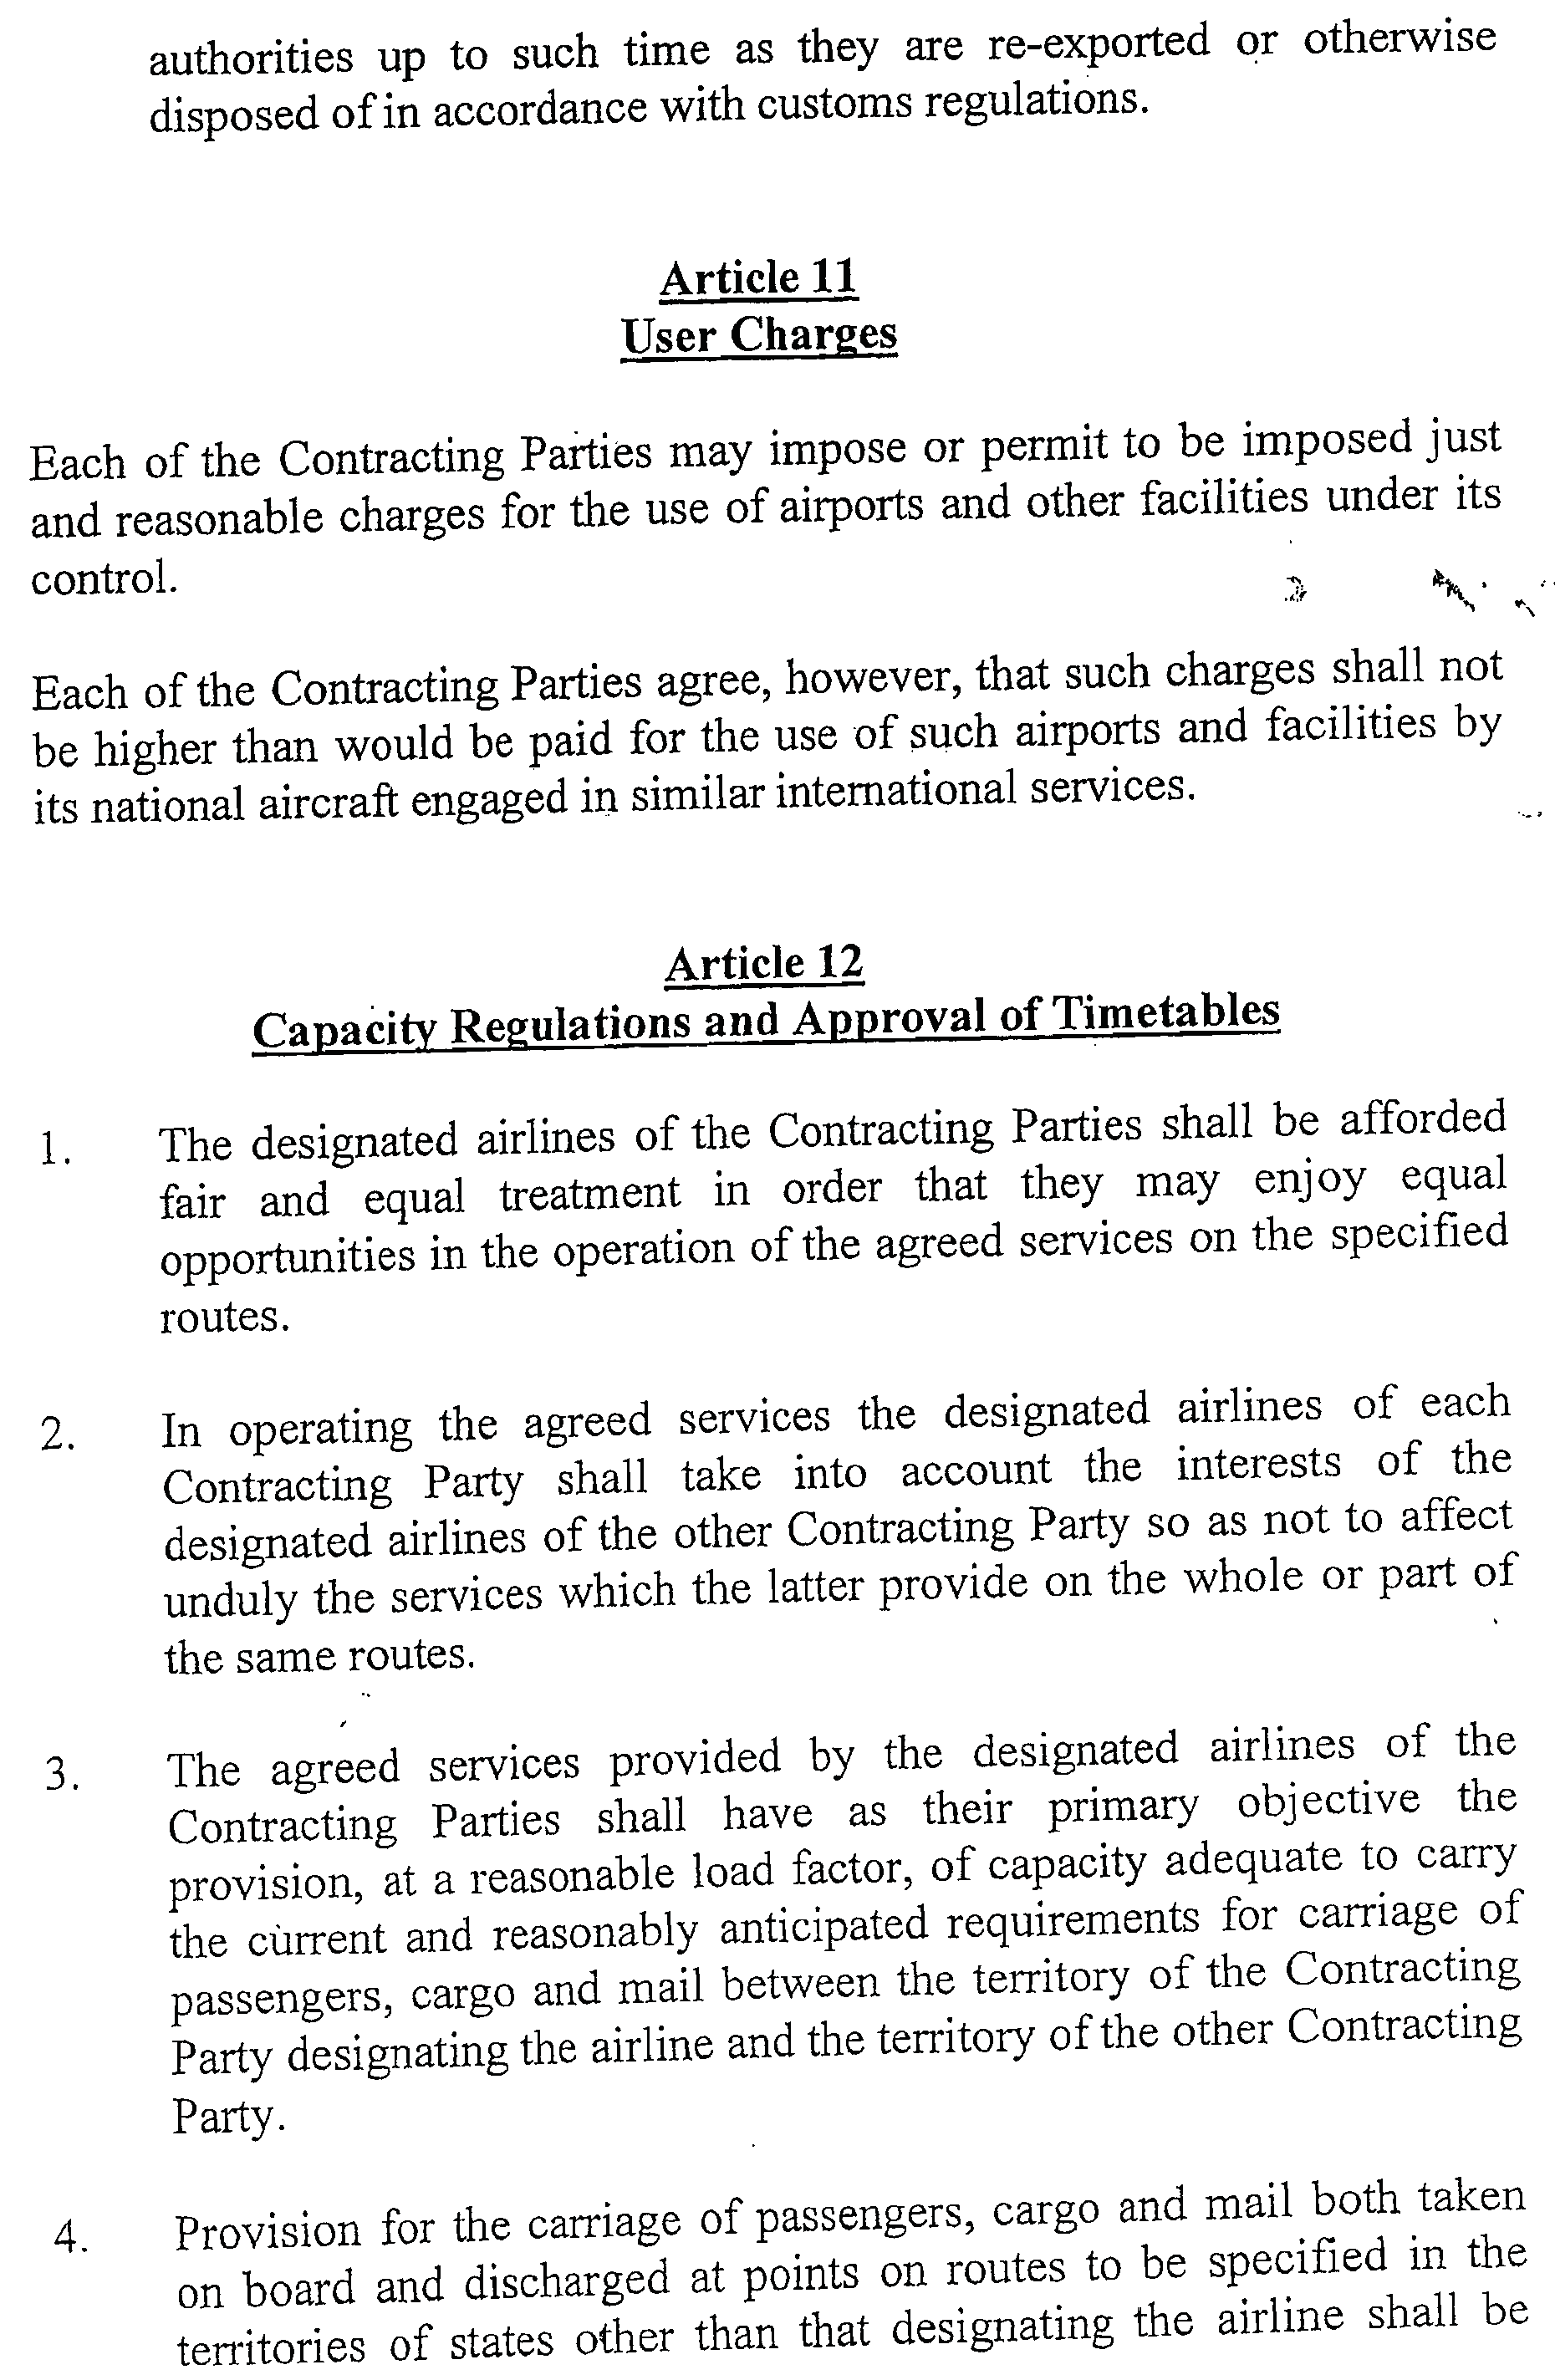 authorities up to such time as they are re-exported or otherwise
disposed of in accordance with customs regulations.
Article 11
User Charges
Each of the Contracting Parties may impose or permit to be imposed just
and reasonable charges for the use of airports and other facilities under its
control.
Each of the Contracting Parties agree, however, that such charges shall not
be higher than would be paid for the use of such airports and facilities by
its national aircraft engaged in similar international services.
Article 12
Capacity Regulations and Approval of Timetables
1. The designated airlines of the Contracting Parties shall be afforded
fair and equal treatment in order that they may enjoy equal
opportunities in the operation of the agreed services on the specified
routes.
2. In operating the agreed services the designated airlines of each
Contracting Party shall take into account the interests of the
designated airlines of the other Contracting Party so as not to affect
unduly the services which the latter provide on the whole or part of
the same routes.
3. The agreed services provided by the designated airlines of the
Contracting Parties shall have as their primary objective the
provision, at a reasonable load factor, of capacity adequate to carry
the current and reasonably anticipated requirements for carriage of
passengers, cargo and mail between the territory of the Contracting
Party designating the airline and the territory of the other Contracting
Party.
4. Provision for the carriage of passengers, cargo and mail both taken
on board and discharged at points on routes to be specified in the
territories of states other than that designating the airline shall be